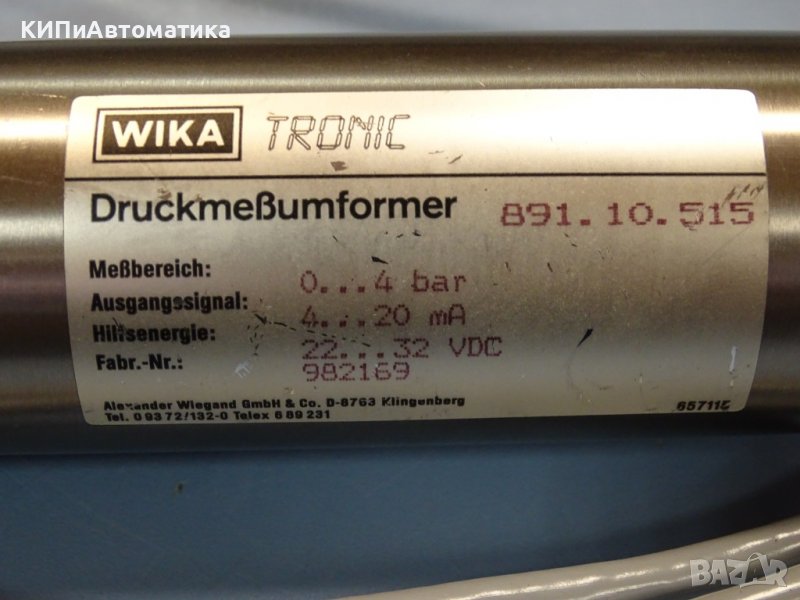 КИПиАвтоматика
WIKA TRONIC
Druckmeßumformer 891.10.515
Meßbereich: 0...4 bar
Ausgangssignal: 4...20 mA
Hilfsenergie: 22...32 VDC
Fabr.-Nr.: 982169
Alexander Wiegand GmbH & Co. D-8763 Klingenberg
Tel. 0 93 72/132-0 Telex 6 89 231
BAZAR